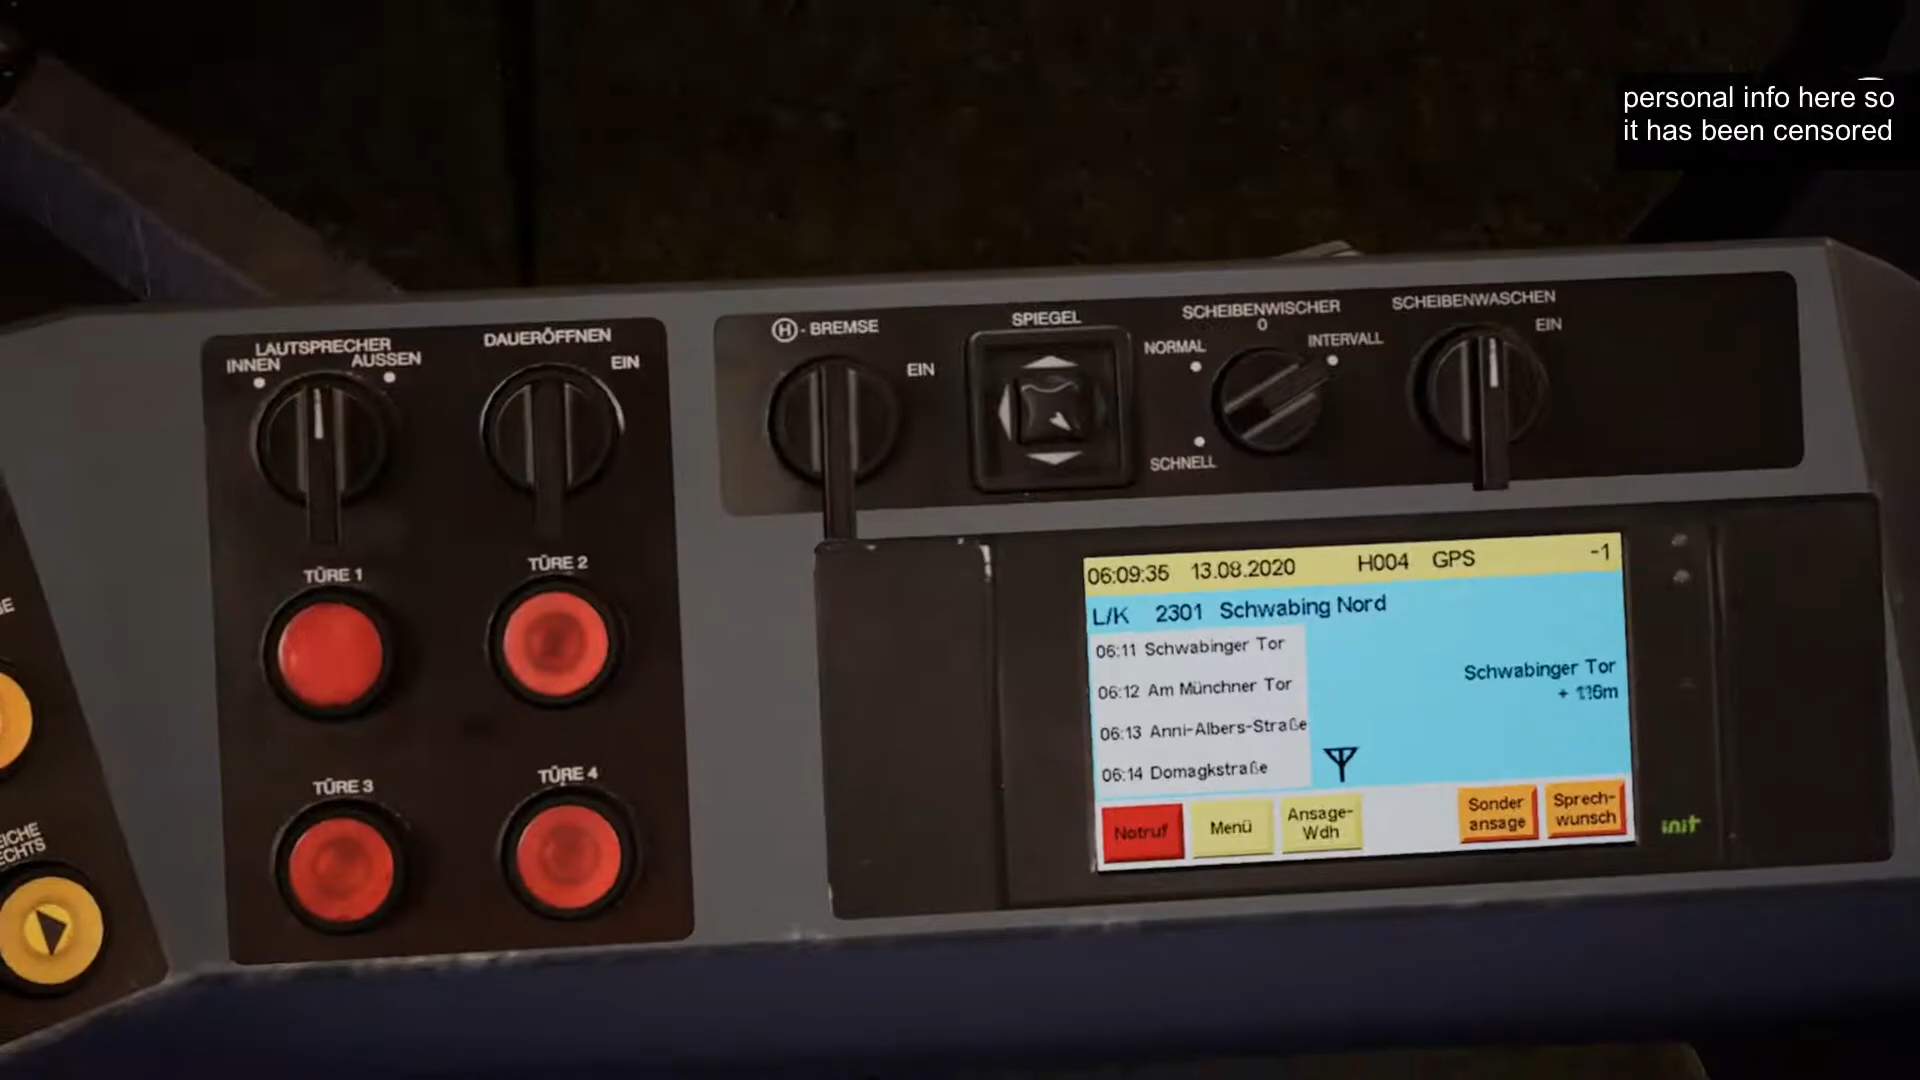 personal info here so
it has been censored
LAUTSPRECHER
INNEN AUSSEN
DAUERÖFFNEN
EIN
H - BREMSE
EIN
SPIEGEL
SCHEIBENWISCHER
0
NORMAL
INTERVALL
SCHNELL
SCHEIBENWASCHEN
EIN
TÜRE 1
TÜRE 2
TÜRE 3
TÜRE 4
06:09:35 13.08.2020 H004 GPS -1
L/K 2301 Schwabing Nord
06:11 Schwabinger Tor
06:12 Am Münchner Tor
06:13 Anni-Albers-Straße
06:14 Domagkstraße
Schwabinger Tor
Notruf
Menü
Ansage-
Wdh
Sonder
ansage
Sprech-
wunsch
init